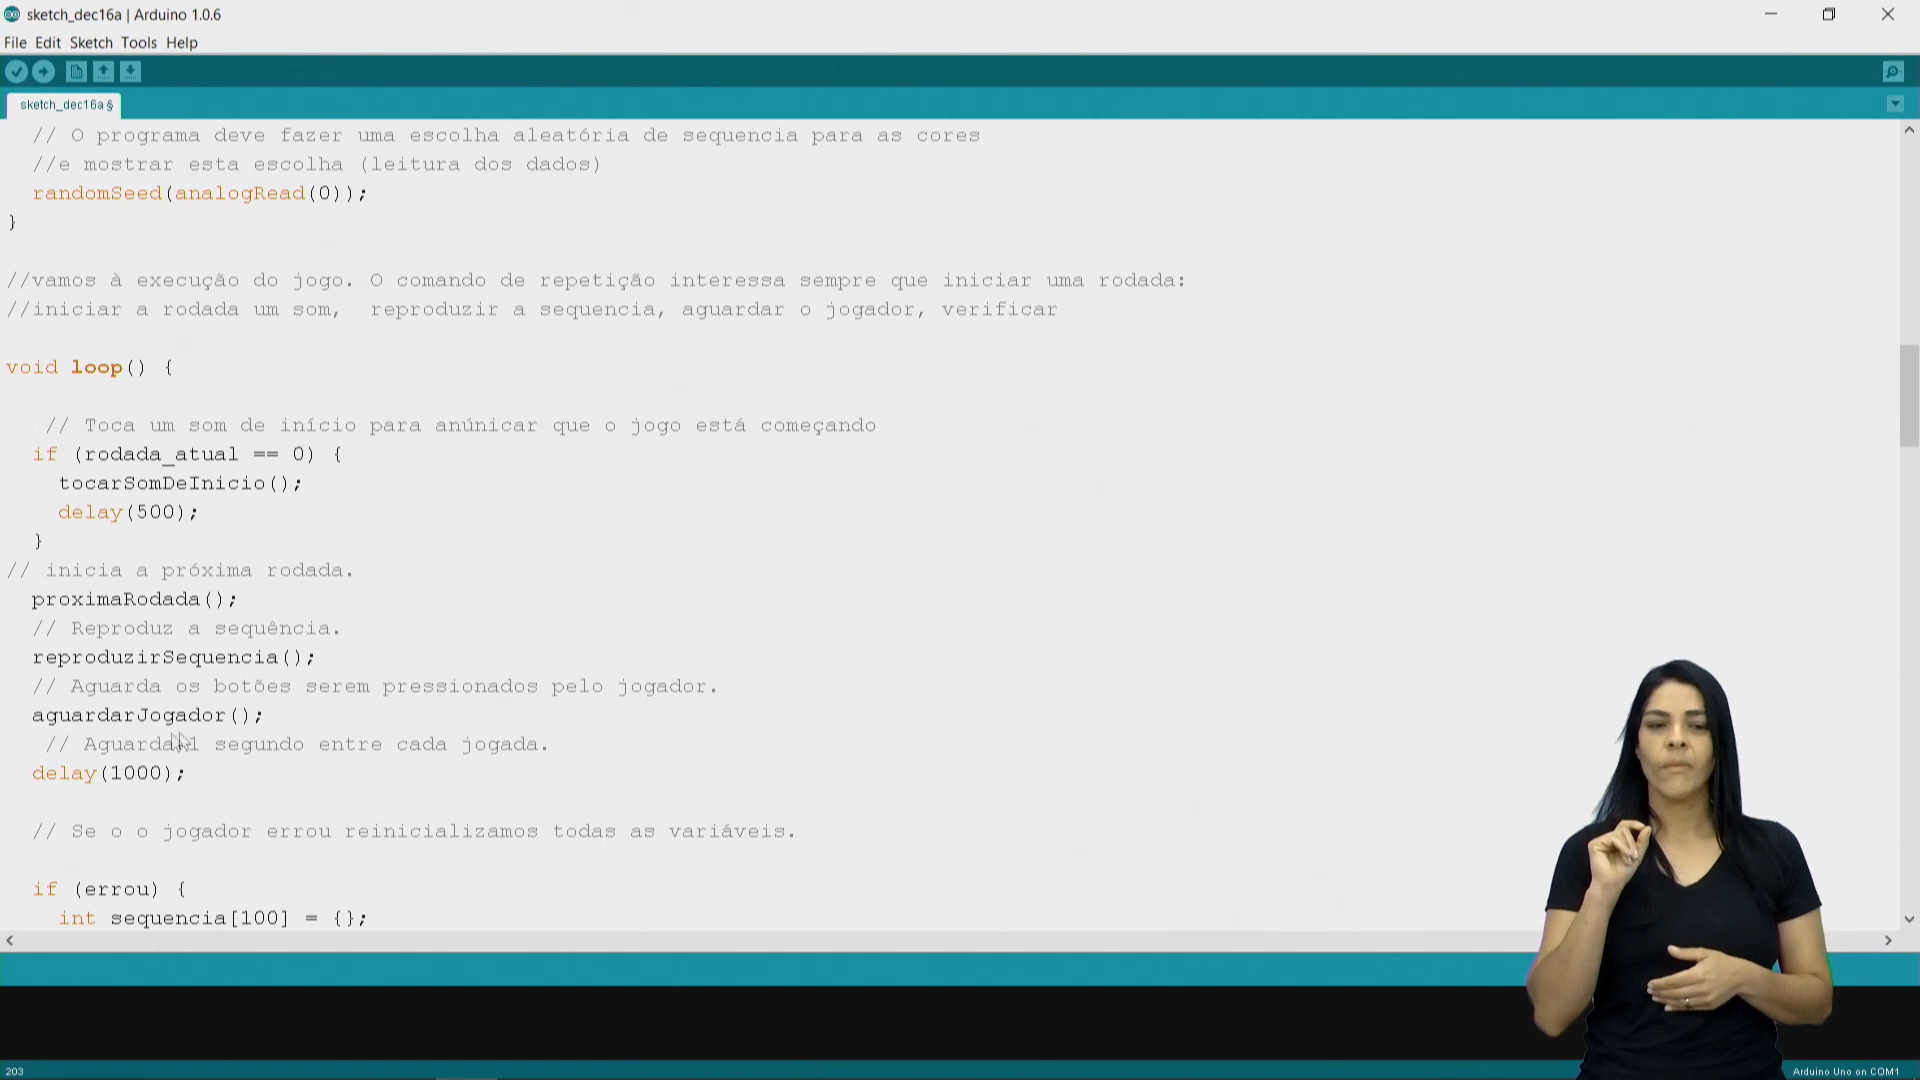 sketch_dec16a | Arduino 1.0.6
File Edit Sketch Tools Help
sketch_dec16a §
// O programa deve fazer uma escolha aleatória de sequencia para as cores
//e mostrar esta escolha (leitura dos dados)
randomSeed(analogRead(0));
}
//vamos à execução do jogo. O comando de repetição interessa sempre que iniciar uma rodada:
//iniciar a rodada um som, reproduzir a sequencia, aguardar o jogador, verificar
void loop() {
// Toca um som de início para anúnicar que o jogo está começando
if (rodada_atual == 0) {
tocarSomDeInicio();
delay(500);
}
// inicia a próxima rodada.
proximaRodada();
// Reproduz a sequência.
reproduzirSequencia();
// Aguarda os botões serem pressionados pelo jogador.
aguardarJogador();
// Aguarda 1 segundo entre cada jogada.
delay(1000);
// Se o o jogador errou reinicializamos todas as variáveis.
if (errou) {
int sequencia[100] = {};
203
Arduino Uno on COM1